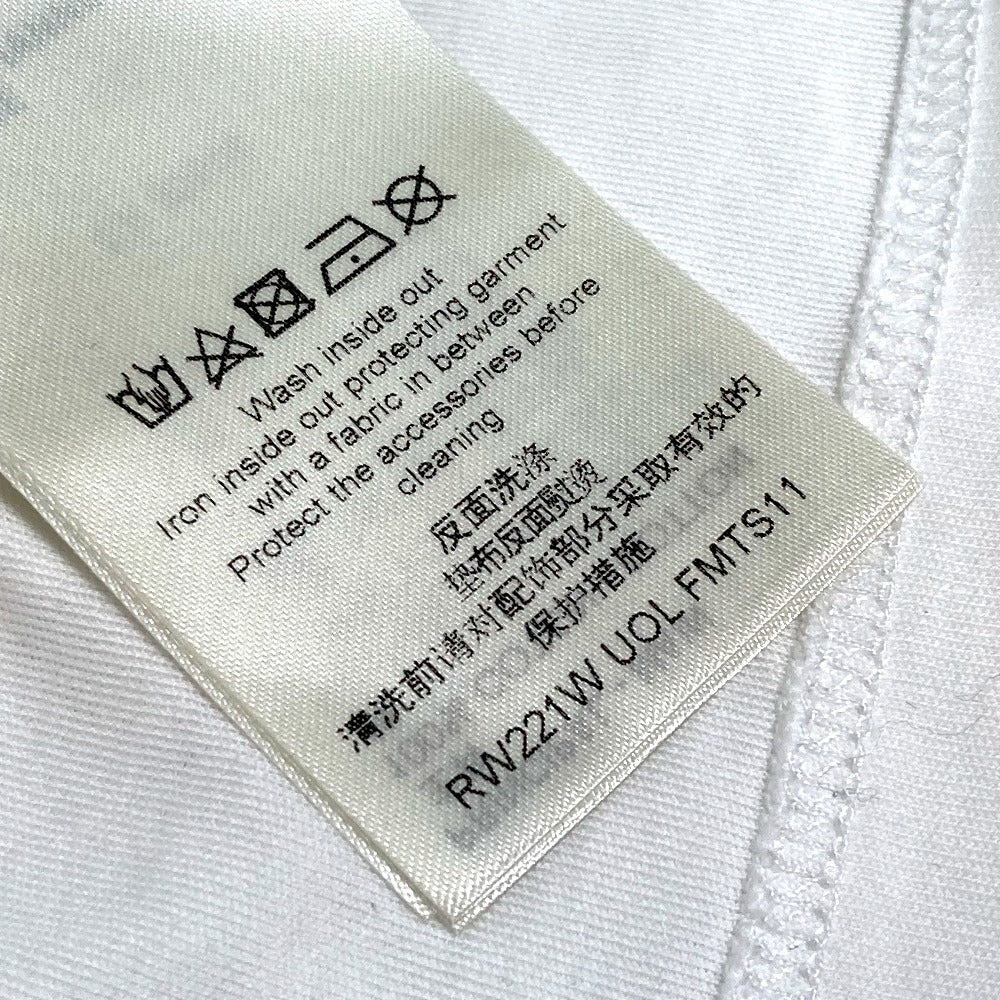 Wash inside out
Iron inside out protecting garment
with a fabric in between
Protect the accessories before
cleaning
反面洗涤
垫布反面熨烫
清洗前请对配饰部分采取有效的
保护措施
RW221W UOL FMTS11